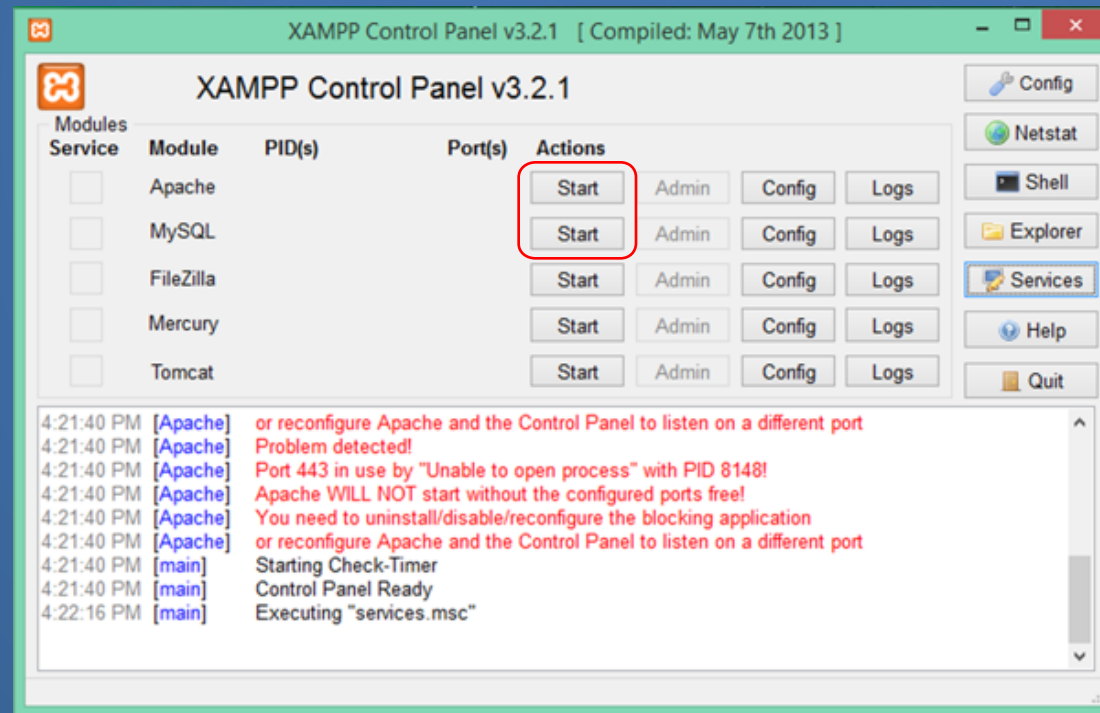 XAMPP Control Panel v3.2.1 [ Compiled: May 7th 2013 ]
XAMPP Control Panel v3.2.1
Config
Modules
Netstat
Service Module PID(s) Port(s) Actions
Apache Start Admin Config Logs
Shell
MySQL Start Admin Config Logs
Explorer
FileZilla Start Admin Config Logs
Services
Mercury Start Admin Config Logs
Help
Tomcat Start Admin Config Logs
Quit
4:21:40 PM [Apache] or reconfigure Apache and the Control Panel to listen on a different port
4:21:40 PM [Apache] Problem detected!
4:21:40 PM [Apache] Port 443 in use by "Unable to open process" with PID 8148!
4:21:40 PM [Apache] Apache WILL NOT start without the configured ports free!
4:21:40 PM [Apache] You need to uninstall/disable/reconfigure the blocking application
4:21:40 PM [Apache] or reconfigure Apache and the Control Panel to listen on a different port
4:21:40 PM [main] Starting Check-Timer
4:21:40 PM [main] Control Panel Ready
4:22:16 PM [main] Executing "services.msc"